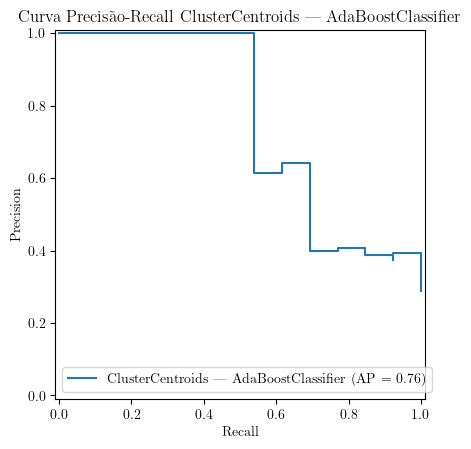 Curva Precisão-Recall ClusterCentroids — AdaBoostClassifier
1.0
0.8
0.6
0.4
0.2
0.0
Precision
ClusterCentroids — AdaBoostClassifier (AP = 0.76)
0.0 0.2 0.4 0.6 0.8 1.0
Recall